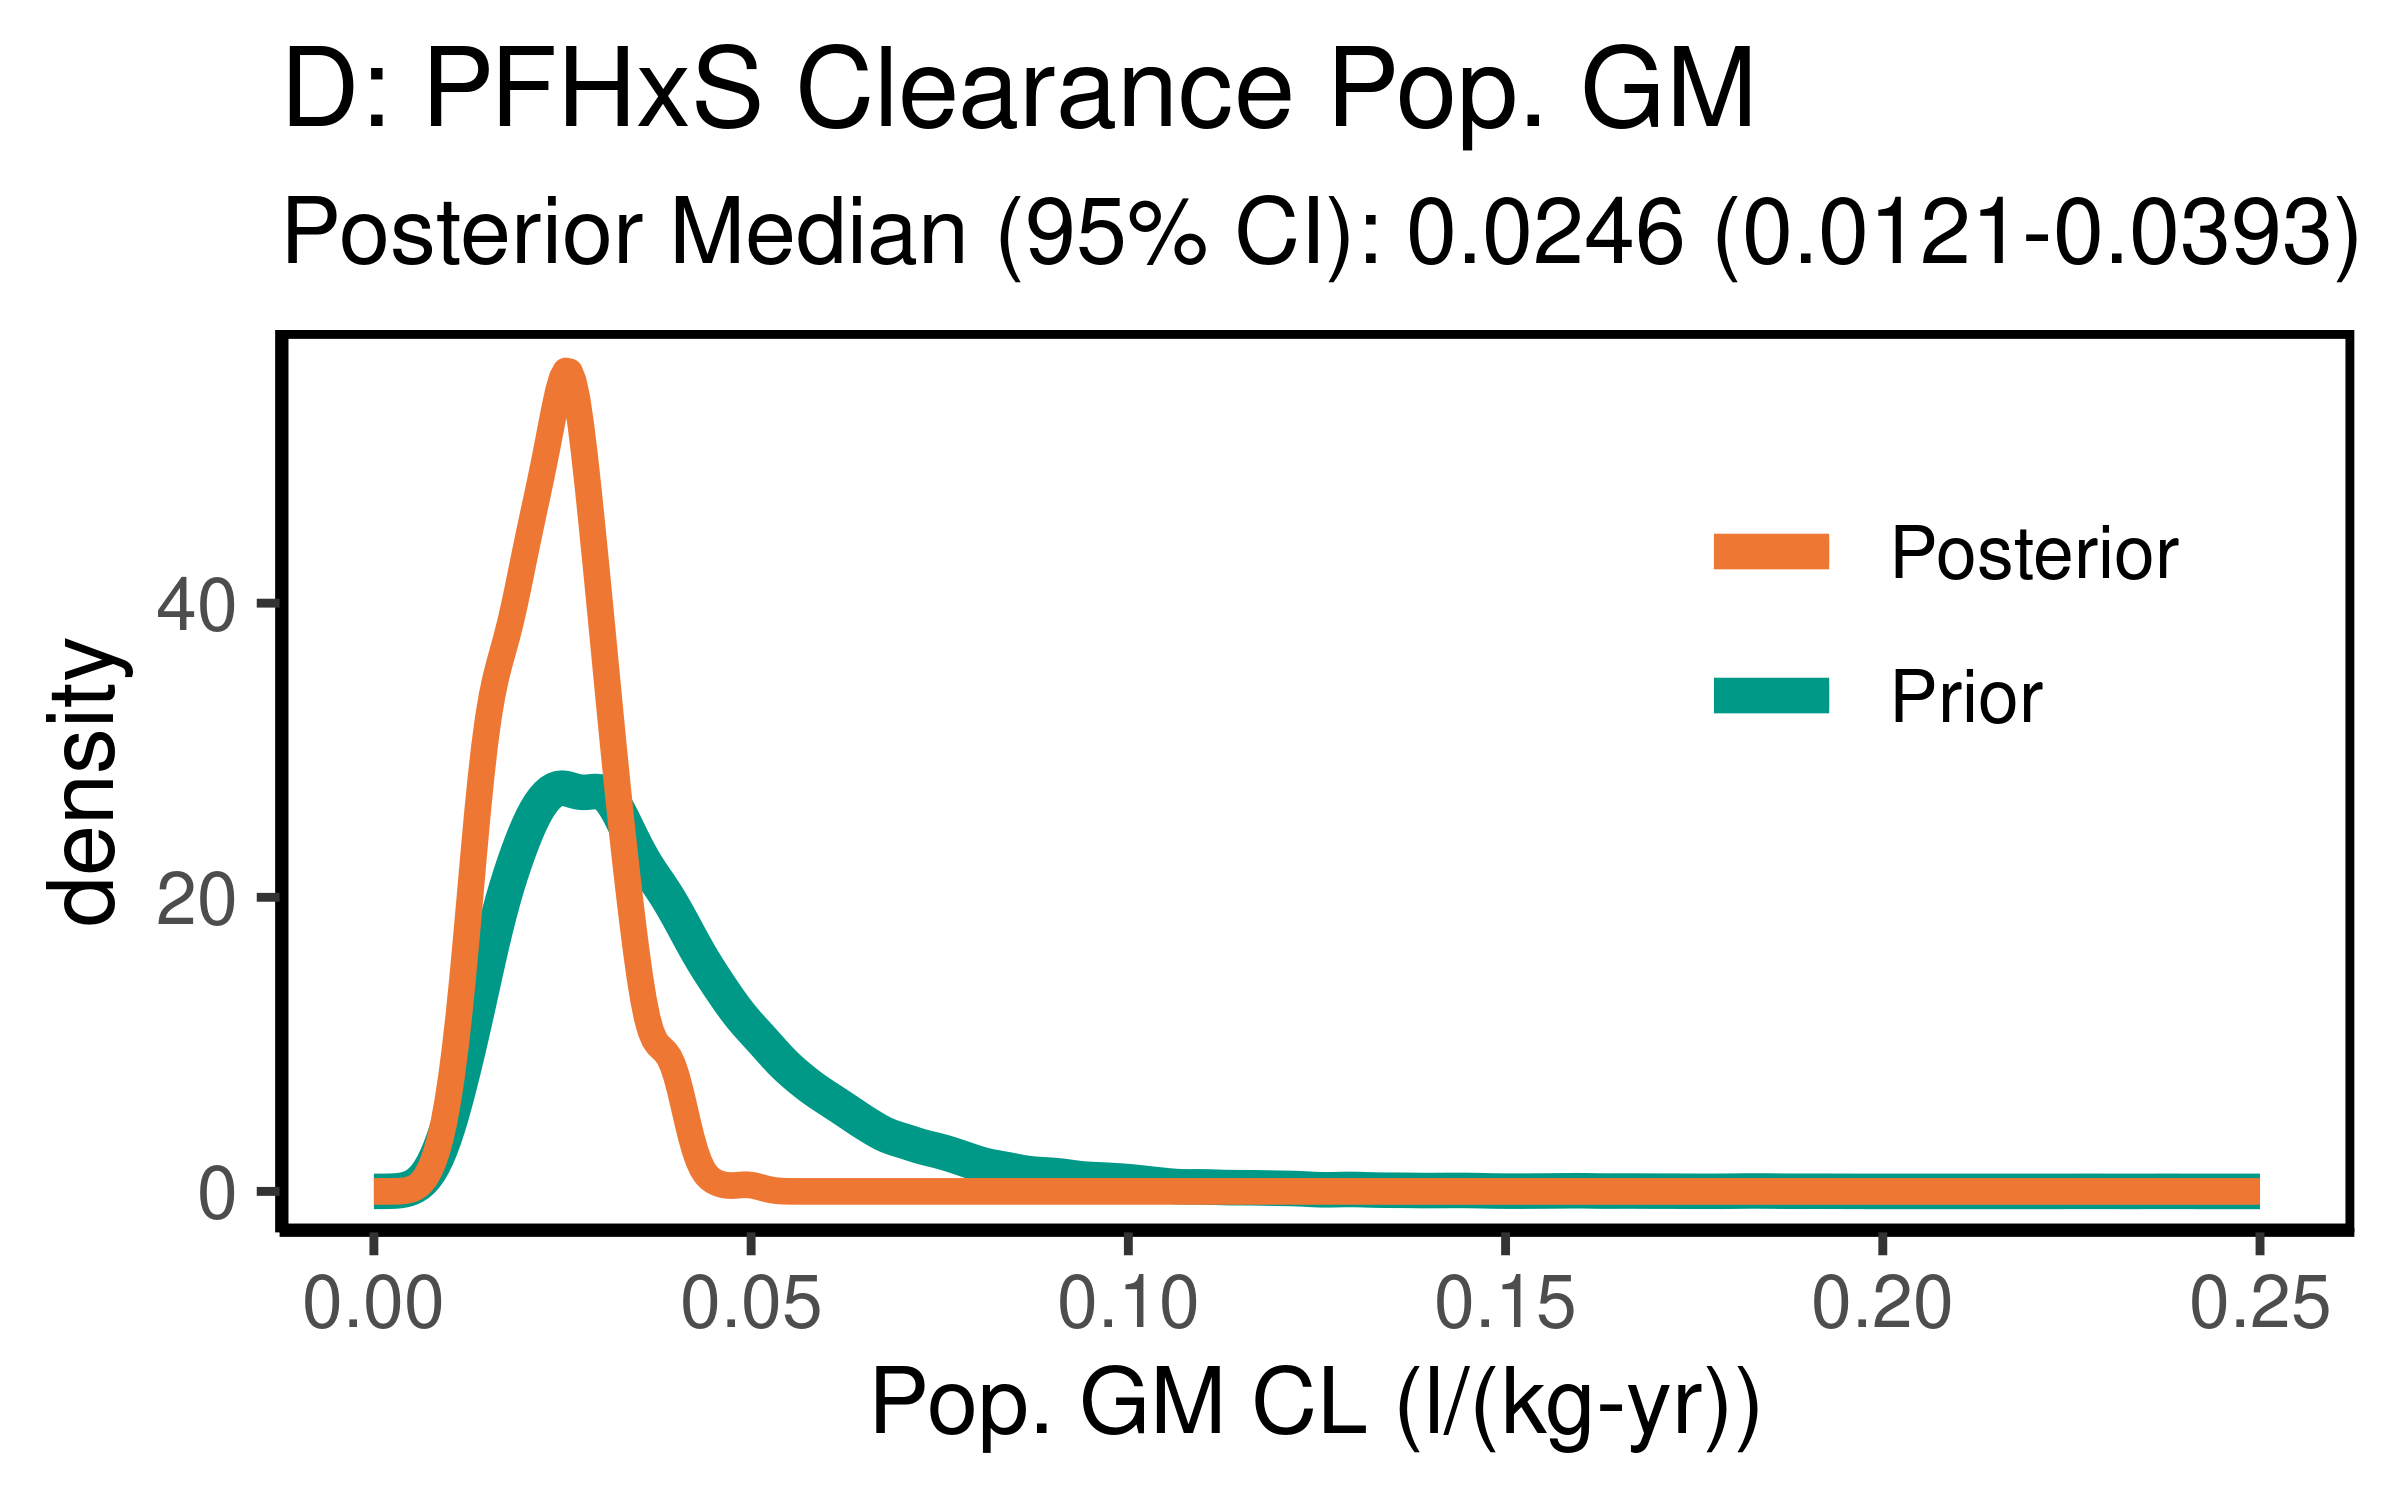 D: PFHxS Clearance Pop. GM
Posterior Median (95% CI): 0.0246 (0.0121-0.0393)
density
40
20
0
Posterior
Prior
0.00 0.05 0.10 0.15 0.20 0.25
Pop. GM CL (l/(kg-yr))